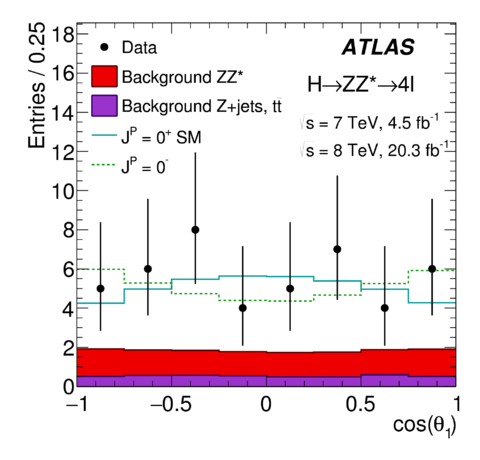 Entries / 0.25
18
16
14
12
10
8
6
4
2
0
Data
Background ZZ*
Background Z+jets, tt̄
Jᴾ = 0⁺ SM
Jᴾ = 0⁻
ATLAS
H→ZZ*→4l
√s = 7 TeV, 4.5 fb⁻¹
√s = 8 TeV, 20.3 fb⁻¹
−1 −0.5 0 0.5 1
cos(θ₁)